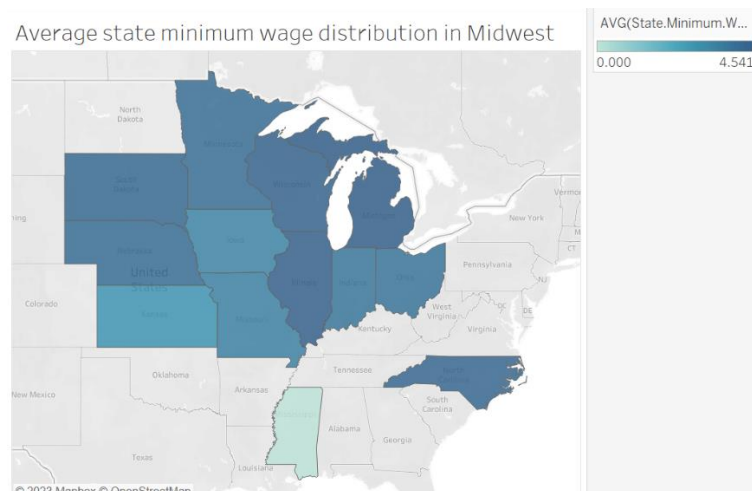 Average state minimum wage distribution in Midwest
AVG(State.Minimum.W...
0.000 4.541
North
Dakota
Minnesota
South
Dakota
Wisconsin
Michigan
Vermont
New York
CT
Iowa
Nebraska
Pennsylvania
NJ
United
States
Illinois
Indiana
Ohio
Colorado
Kansas
Missouri
West
Virginia
DC
DE
Virginia
Kentucky
Tennessee
North
Carolina
Oklahoma
Arkansas
South
Carolina
New Mexico
Mississippi
Alabama
Georgia
Texas
Louisiana
© 2023 Mapbox © OpenStreetMap